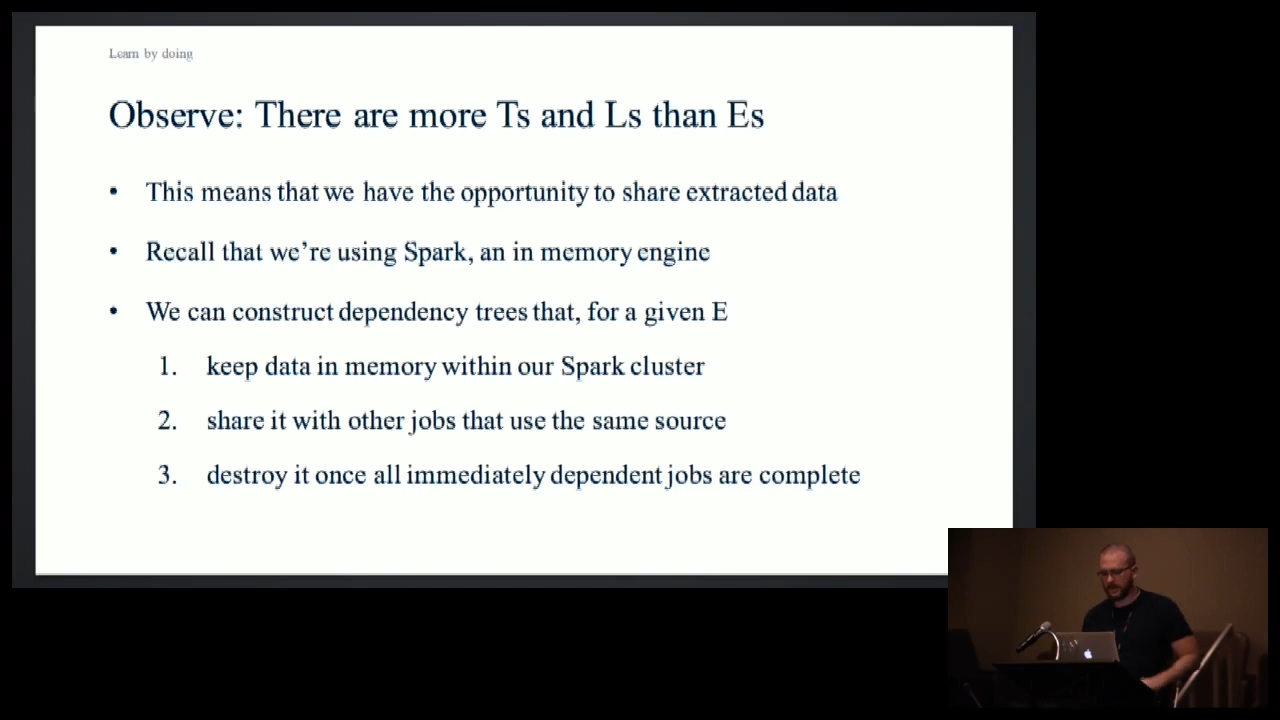 Learn by doing
Observe: There are more Ts and Ls than Es
• This means that we have the opportunity to share extracted data
• Recall that we’re using Spark, an in memory engine
• We can construct dependency trees that, for a given E
1. keep data in memory within our Spark cluster
2. share it with other jobs that use the same source
3. destroy it once all immediately dependent jobs are complete